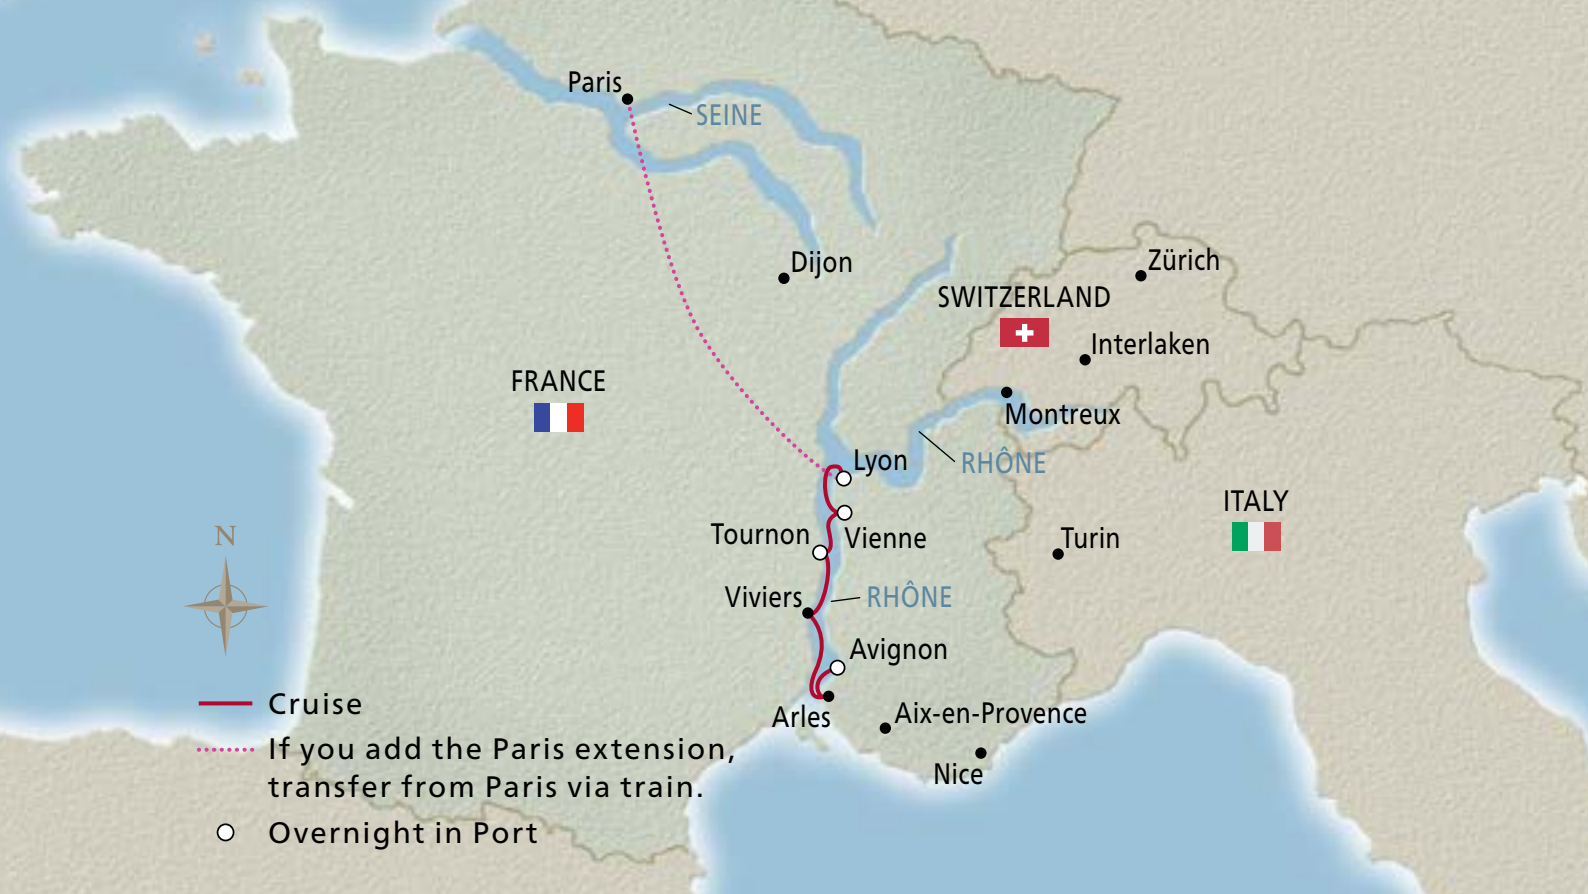 Paris
SEINE
Dijon
Zürich
SWITZERLAND
Interlaken
FRANCE
Montreux
Lyon
RHÔNE
ITALY
N
Tournon
Vienne
Turin
Viviers
RHÔNE
Avignon
Cruise
Arles
Aix-en-Provence
If you add the Paris extension,
transfer from Paris via train.
Nice
Overnight in Port